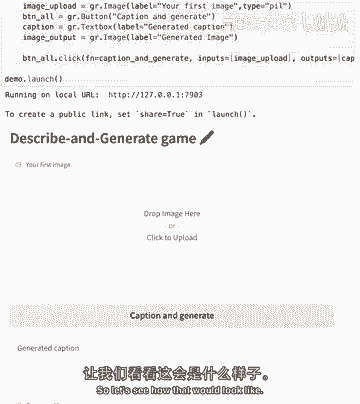 image_upload = gr.Image(label="Your first image",type="pil")
btn_all = gr.Button("Caption and generate")
caption = gr.Textbox(label="Generated caption")
image_output = gr.Image(label="Generated Image")
btn_all.click(fn=caption_and_generate, inputs=[image_upload], outputs=[cap
demo.launch()
Running on local URL:  http://127.0.0.1:7903
To create a public link, set `share=True` in `launch()`.
Describe-and-Generate game
Your first image
Drop Image Here
- or -
Click to Upload
Caption and generate
Generated caption
让我们看看这会是什么样子。
So let's see how that would look like.